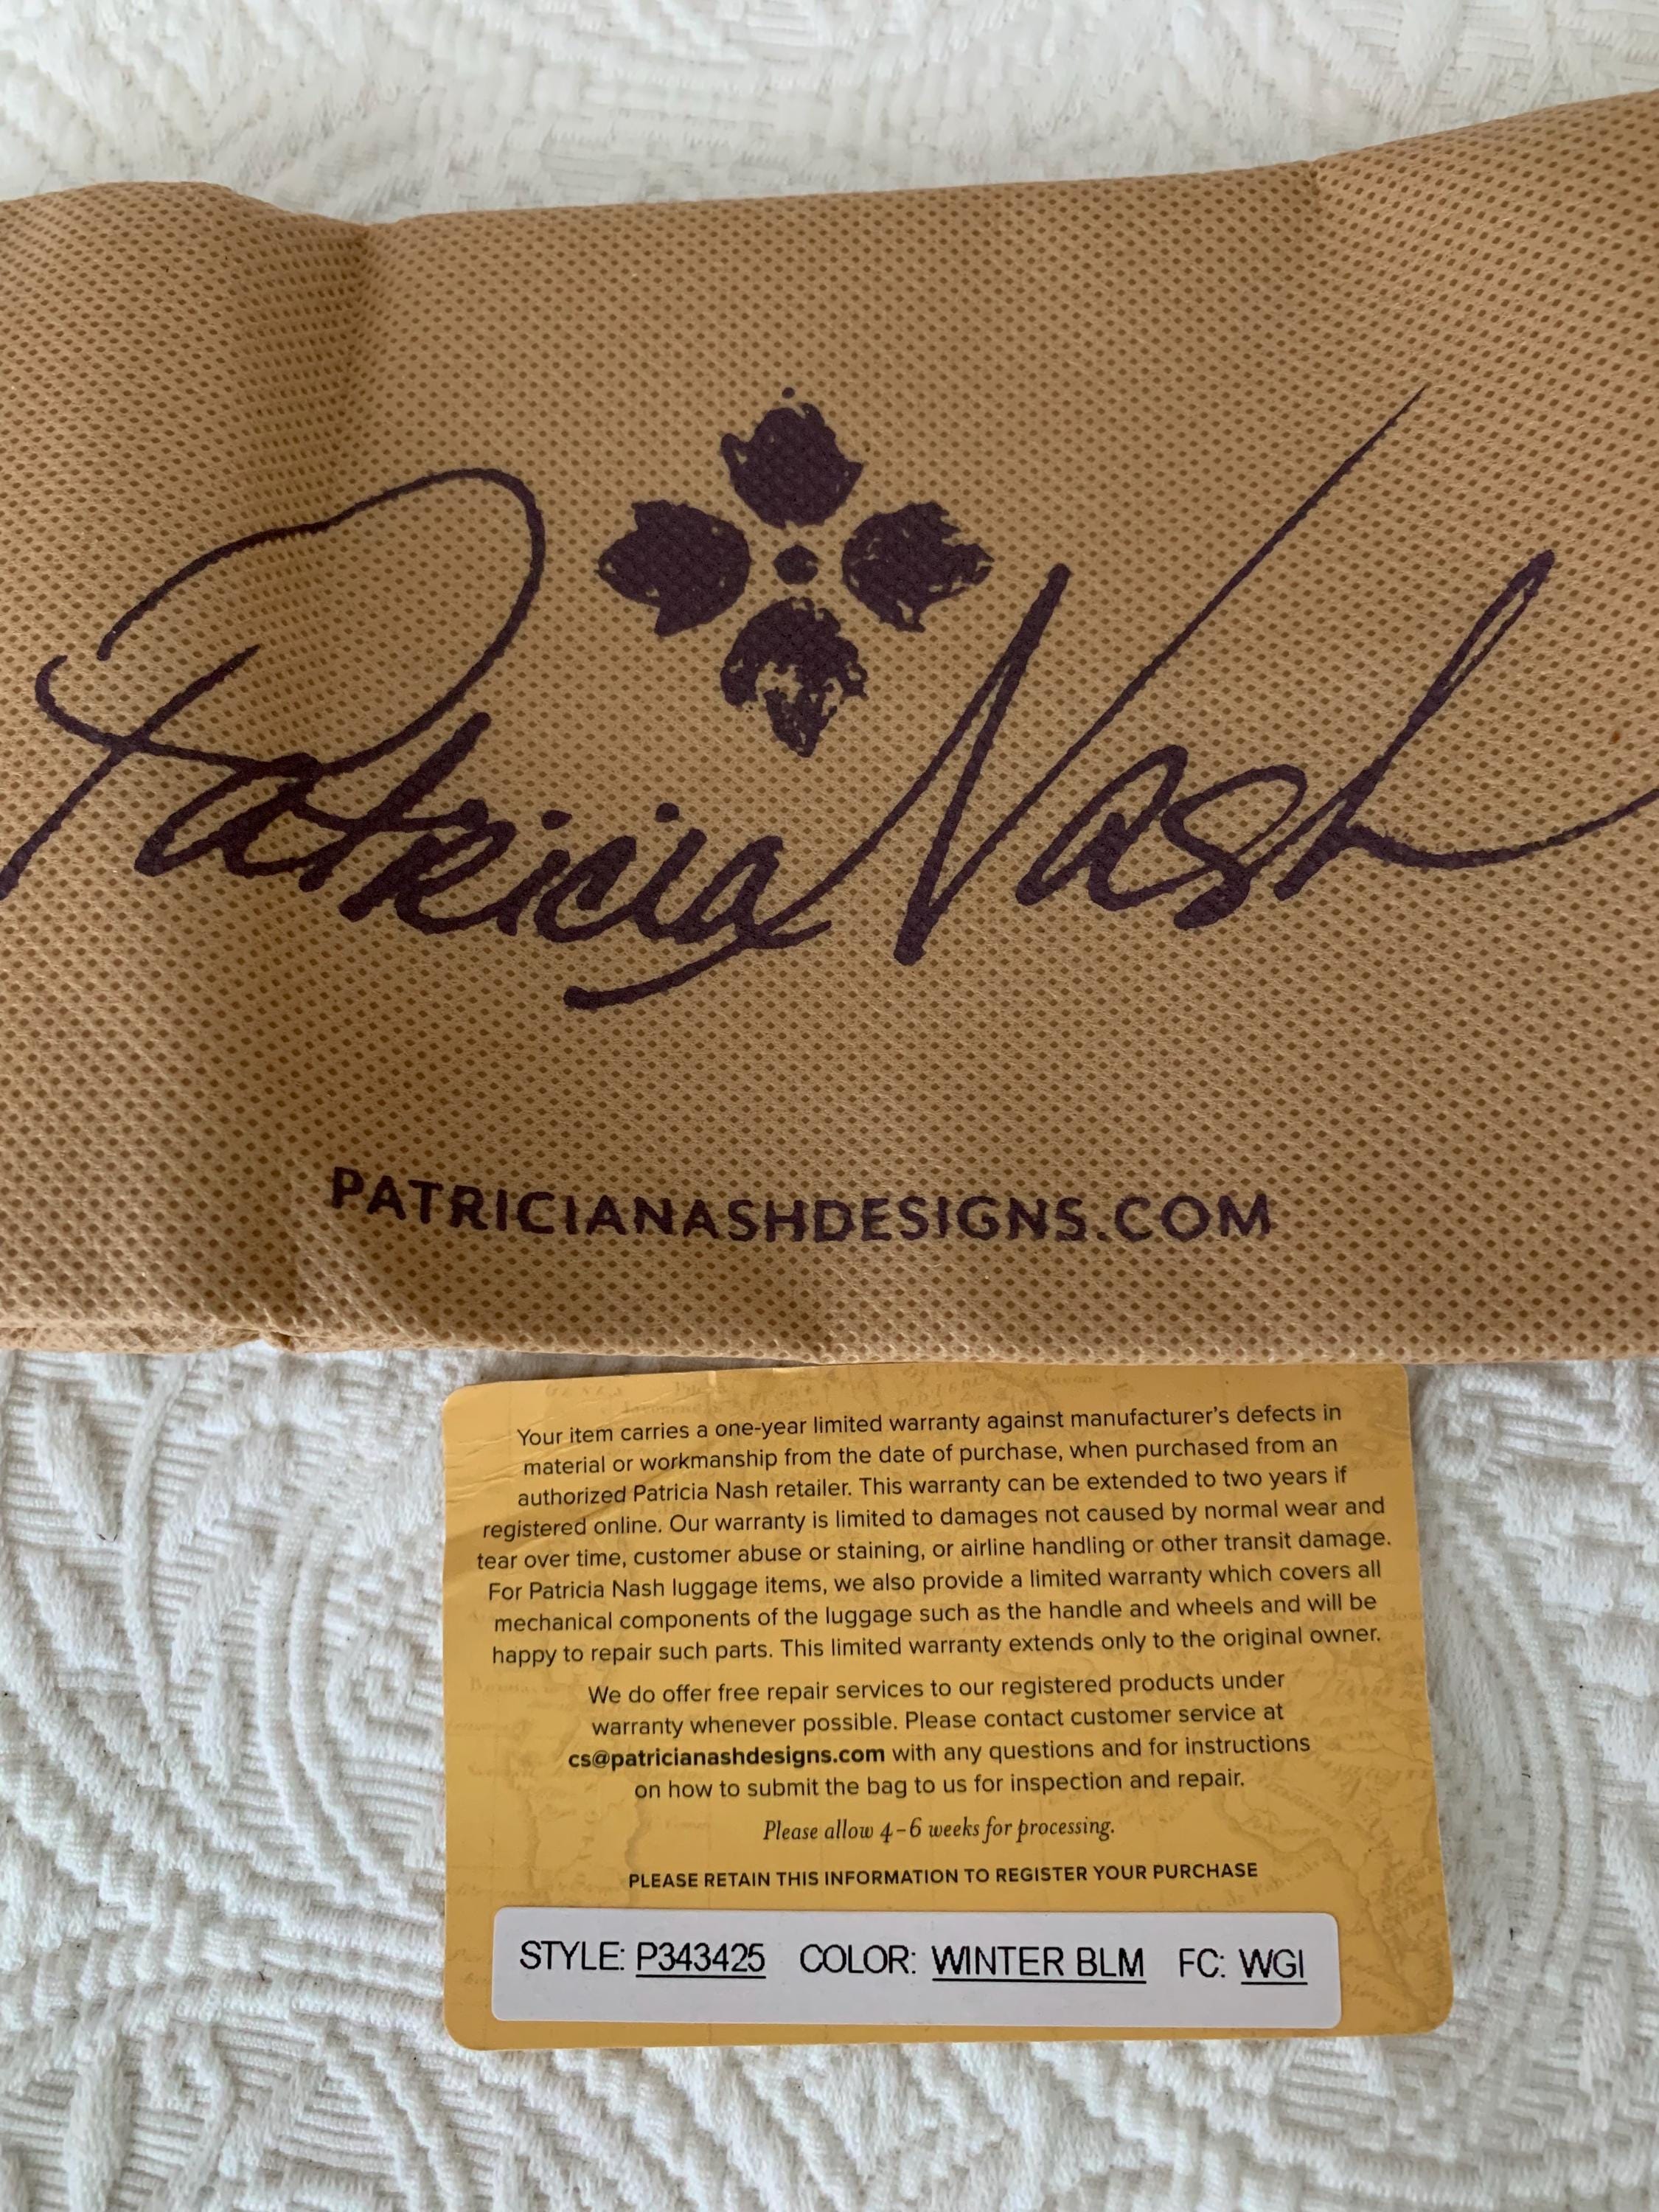 Patricia Nash
PATRICIANASHDESIGNS.COM
Your item carries a one-year limited warranty against manufacturer's defects in
material or workmanship from the date of purchase, when purchased from an
authorized Patricia Nash retailer. This warranty can be extended to two years if
registered online. Our warranty is limited to damages not caused by normal wear and
tear over time, customer abuse or staining, or airline handling or other transit damage.
For Patricia Nash luggage items, we also provide a limited warranty which covers all
mechanical components of the luggage such as the handle and wheels and will be
happy to repair such parts. This limited warranty extends only to the original owner.
We do offer free repair services to our registered products under
warranty whenever possible. Please contact customer service at
cs@patricianashdesigns.com with any questions and for instructions
on how to submit the bag to us for inspection and repair.
Please allow 4–6 weeks for processing.
PLEASE RETAIN THIS INFORMATION TO REGISTER YOUR PURCHASE
STYLE: P343425 COLOR: WINTER BLM FC: WGI